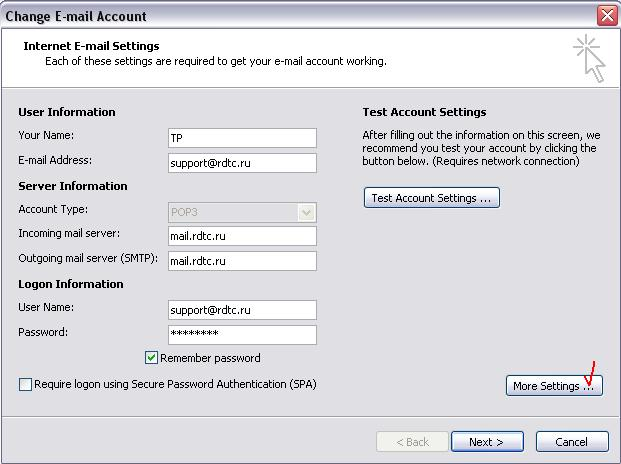 Change E-mail Account
Internet E-mail Settings
Each of these settings are required to get your e-mail account working.
User Information
Your Name: TP
E-mail Address: support@rdtc.ru
Server Information
Account Type: POP3
Incoming mail server: mail.rdtc.ru
Outgoing mail server (SMTP): mail.rdtc.ru
Logon Information
User Name: support@rdtc.ru
Password: ********
Remember password
Require logon using Secure Password Authentication (SPA)
Test Account Settings
After filling out the information on this screen, we
recommend you test your account by clicking the
button below. (Requires network connection)
Test Account Settings ...
More Settings ...
< Back
Next >
Cancel